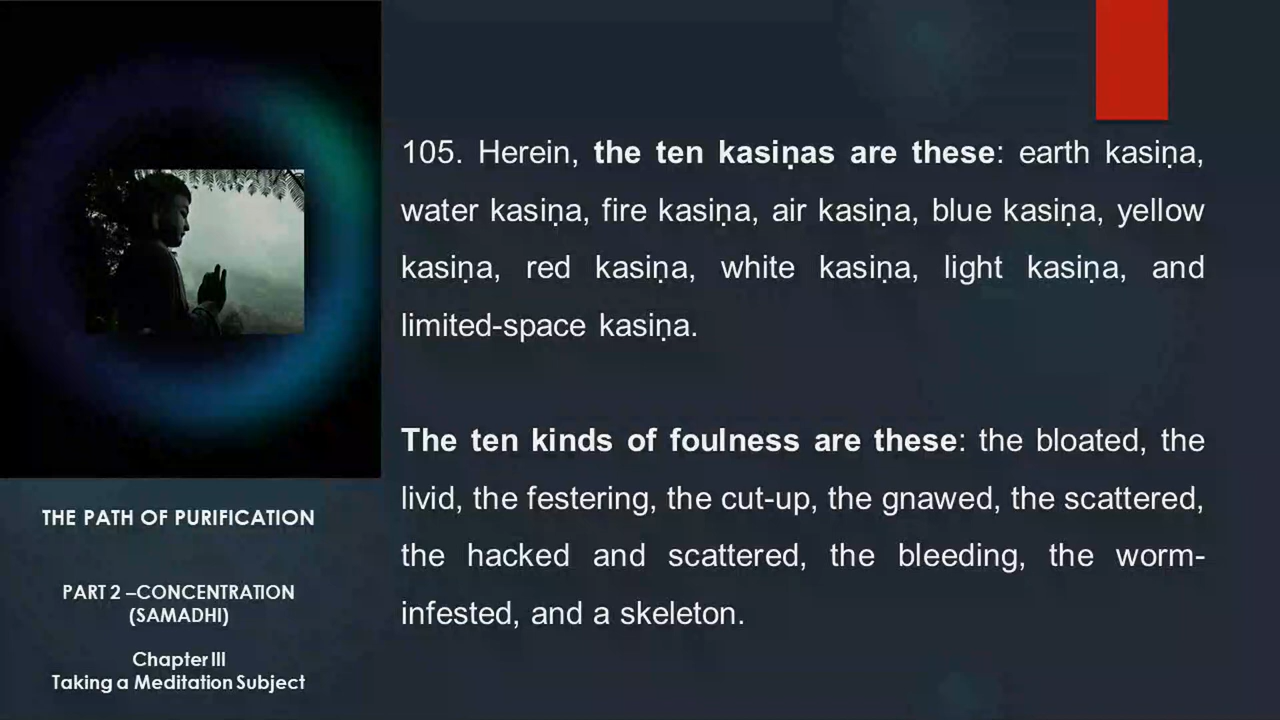 105. Herein, the ten kasiṇas are these: earth kasiṇa,
water kasiṇa, fire kasiṇa, air kasiṇa, blue kasiṇa, yellow
kasiṇa, red kasiṇa, white kasiṇa, light kasiṇa, and
limited-space kasiṇa.
The ten kinds of foulness are these: the bloated, the
livid, the festering, the cut-up, the gnawed, the scattered,
the hacked and scattered, the bleeding, the worm-
infested, and a skeleton.
THE PATH OF PURIFICATION
PART 2 –CONCENTRATION
(SAMADHI)
Chapter III
Taking a Meditation Subject